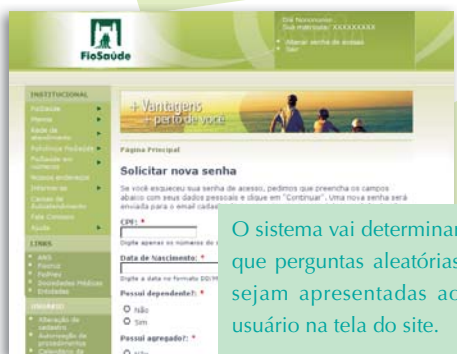 FioSaúde
Olá Nononono
Sua matrícula: XXXXXXXXX
Alterar senha de acesso
Sair
INSTITUCIONAL
FioSaúde
Planos
Rede de
atendimento
Policlínica FioSaúde
FioSaúde em
números
Nossos endereços
Informe-se
Canais de
Autoatendimento
Fale Conosco
Ajuda
LINKS
ANS
Fiocruz
Sociedades Médicas
Entidades
USUÁRIO
Alteração de
cadastro
Autorização de
procedimentos
Calendário de
+ Vantagens
+ perto de você
Página Principal
Solicitar nova senha
Se você esqueceu sua senha de acesso, pedimos que preencha os campos
abaixo com seus dados pessoais e clique em "Continuar". Uma nova senha será
enviada para o email
CPF: *
Digite apenas os números do
Data de Nascimento: *
Digite a data no formato DD/M
Possui dependente?: *
Não
Sim
Possui agregado?: *
Não
O sistema vai determinar
que perguntas aleatórias
sejam apresentadas ao
usuário na tela do site.